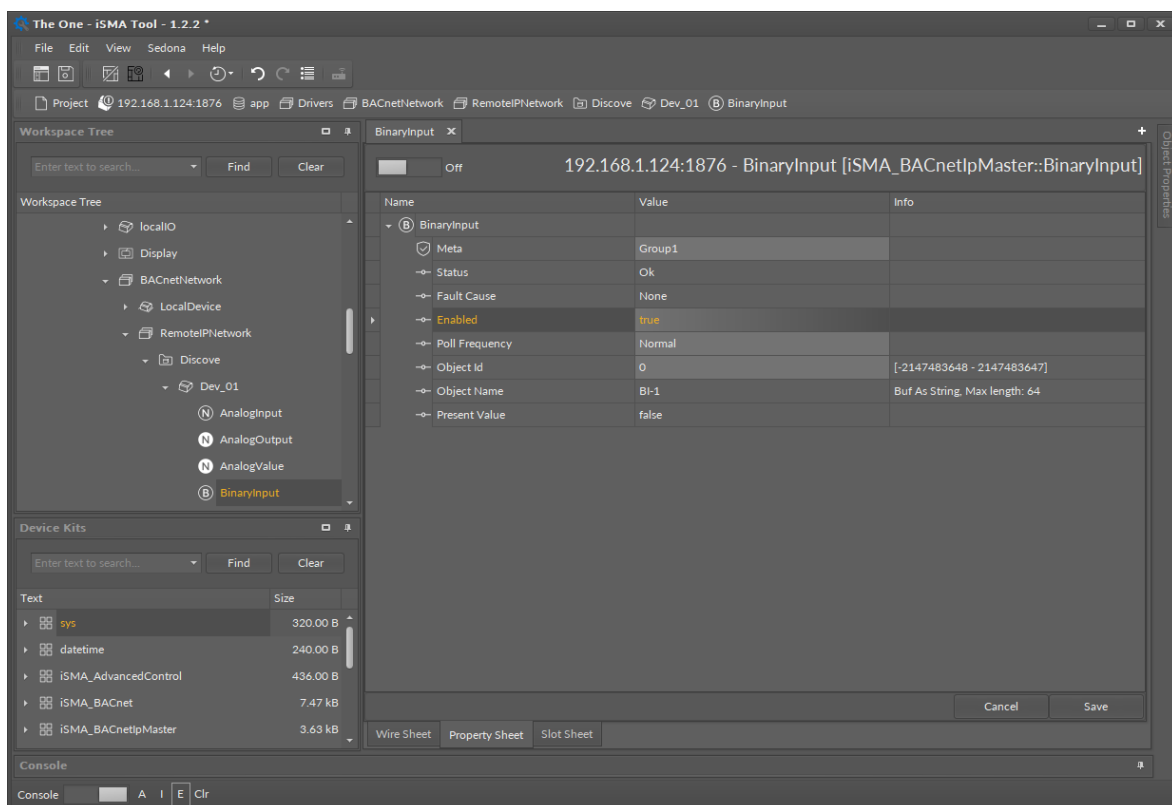 The One - iSMA Tool - 1.2.2 *
File Edit View Sedona Help
Project 192.168.1.124:1876 app Drivers BACnetNetwork RemoteIPNetwork Discove Dev_01 B BinaryInput
Workspace Tree
Enter text to search... Find Clear
Workspace Tree
localIO
Display
BACnetNetwork
LocalDevice
RemoteIPNetwork
Discove
Dev_01
N AnalogInput
N AnalogOutput
N AnalogValue
B BinaryInput
Device Kits
Enter text to search... Find Clear
Text Size
sys 320.00 B
datetime 240.00 B
iSMA_AdvancedControl 436.00 B
iSMA_BACnet 7.47 kB
iSMA_BACnetIpMaster 3.63 kB
BinaryInput
Off 192.168.1.124:1876 - BinaryInput [iSMA_BACnetIpMaster::BinaryInput]
Name Value Info
B BinaryInput
Meta Group1
Status Ok
Fault Cause None
Enabled true
Poll Frequency Normal
Object Id 0 [-2147483648 - 2147483647]
Object Name BI-1 Buf As String, Max length: 64
Present Value false
Cancel Save
Wire Sheet Property Sheet Slot Sheet
Object Properties
Console
Console A I E Clr